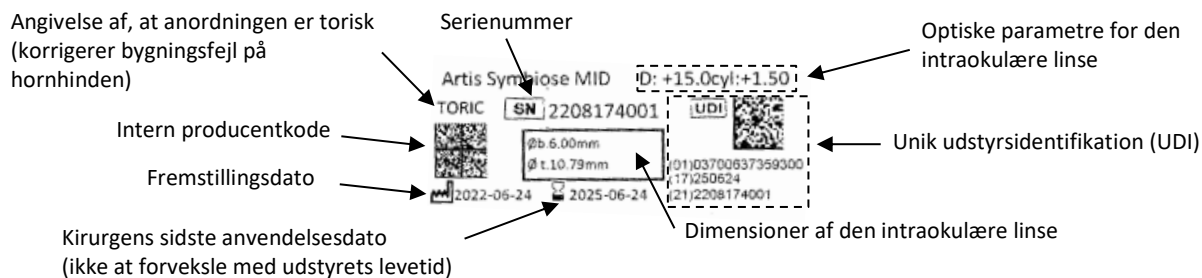 Angivelse af, at anordningen er torisk
(korrigerer bygningsfejl på
hornhinden)
Serienummer
Optiske parametre for den
intraokulære linse
Artis Symbiose MID D: +15.0cyl:+1.50
TORIC SN 2208174001 UDI
Intern producentkode
Øb.6.00mm
Øt.10.79mm
Unik udstyrsidentifikation (UDI)
(01)03700637359300
(17)250624
(21)2208174001
Fremstillingsdato
2022-06-24 2025-06-24
Kirurgens sidste anvendelsesdato
(ikke at forveksle med udstyrets levetid)
Dimensioner af den intraokulære linse